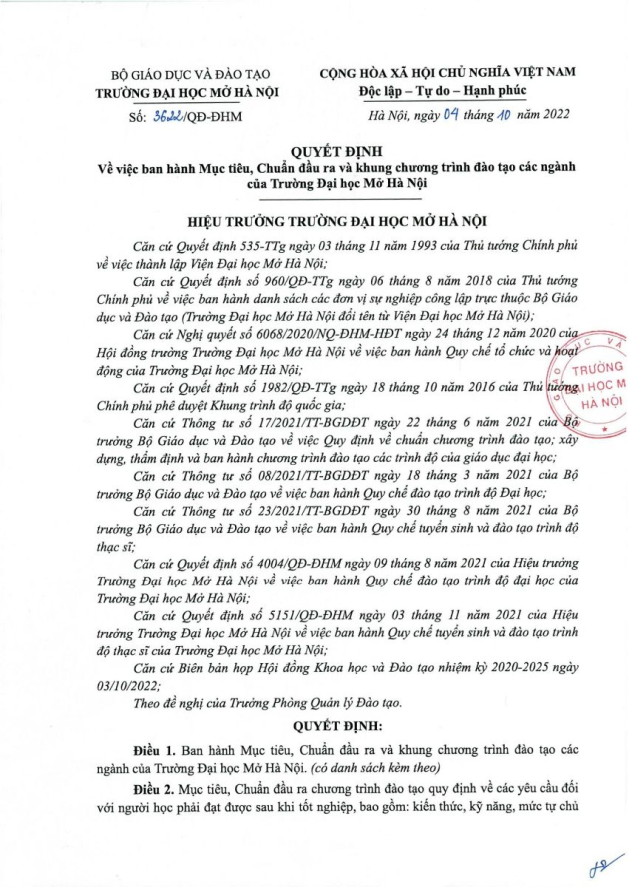 BỘ GIÁO DỤC VÀ ĐÀO TẠO
TRƯỜNG ĐẠI HỌC MỞ HÀ NỘI
Số: 3622/QĐ-ĐHM
CỘNG HÒA XÃ HỘI CHỦ NGHĨA VIỆT NAM
Độc lập – Tự do – Hạnh phúc
Hà Nội, ngày 04 tháng 10 năm 2022
QUYẾT ĐỊNH
Về việc ban hành Mục tiêu, Chuẩn đầu ra và khung chương trình đào tạo các ngành
của Trường Đại học Mở Hà Nội
HIỆU TRƯỞNG TRƯỜNG ĐẠI HỌC MỞ HÀ NỘI
Căn cứ Quyết định 535-TTg ngày 03 tháng 11 năm 1993 của Thủ tướng Chính phủ
về việc thành lập Viện Đại học Mở Hà Nội;
Căn cứ Quyết định số 960/QĐ-TTg ngày 06 tháng 8 năm 2018 của Thủ tướng
Chính phủ về việc ban hành danh sách các đơn vị sự nghiệp công lập trực thuộc Bộ Giáo
dục và Đào tạo (Trường Đại học Mở Hà Nội đổi tên từ Viện Đại học Mở Hà Nội);
Căn cứ Nghị quyết số 6068/2020/NQ-ĐHM-HĐT ngày 24 tháng 12 năm 2020 của
Hội đồng trường Trường Đại học Mở Hà Nội về việc ban hành Quy chế tổ chức và hoạt
động của Trường Đại học Mở Hà Nội;
Căn cứ Quyết định số 1982/QĐ-TTg ngày 18 tháng 10 năm 2016 của Thủ tướng
Chính phủ phê duyệt Khung trình độ quốc gia;
Căn cứ Thông tư số 17/2021/TT-BGDĐT ngày 22 tháng 6 năm 2021 của Bộ
trưởng Bộ Giáo dục và Đào tạo về việc Quy định về chuẩn chương trình đào tạo; xây
dựng, thẩm định và ban hành chương trình đào tạo các trình độ của giáo dục đại học;
Căn cứ Thông tư số 08/2021/TT-BGDĐT ngày 18 tháng 3 năm 2021 của Bộ
trưởng Bộ Giáo dục và Đào tạo về việc ban hành Quy chế đào tạo trình độ Đại học;
Căn cứ Thông tư số 23/2021/TT-BGDĐT ngày 30 tháng 8 năm 2021 của Bộ
trưởng Bộ Giáo dục và Đào tạo về việc ban hành Quy chế tuyển sinh và đào tạo trình độ
thạc sĩ;
Căn cứ Quyết định số 4004/QĐ-ĐHM ngày 09 tháng 8 năm 2021 của Hiệu trưởng
Trường Đại học Mở Hà Nội về việc ban hành Quy chế đào tạo trình độ đại học của
Trường Đại học Mở Hà Nội;
Căn cứ Quyết định số 5151/QĐ-ĐHM ngày 03 tháng 11 năm 2021 của Hiệu
trưởng Trường Đại học Mở Hà Nội về việc ban hành Quy chế tuyển sinh và đào tạo trình
độ thạc sĩ của Trường Đại học Mở Hà Nội;
Căn cứ Biên bản họp Hội đồng Khoa học và Đào tạo nhiệm kỳ 2020-2025 ngày
03/10/2022;
Theo đề nghị của Trưởng Phòng Quản lý Đào tạo.
QUYẾT ĐỊNH:
Điều 1. Ban hành Mục tiêu, Chuẩn đầu ra và khung chương trình đào tạo các
ngành của Trường Đại học Mở Hà Nội. (có danh sách kèm theo)
Điều 2. Mục tiêu, Chuẩn đầu ra chương trình đào tạo quy định về các yêu cầu đối
với người học phải đạt được sau khi tốt nghiệp, bao gồm: kiến thức, kỹ năng, mức tự chủ
GIÁO DỤC VÀ
TRƯỜNG
ĐẠI HỌC M
HÀ NỘI